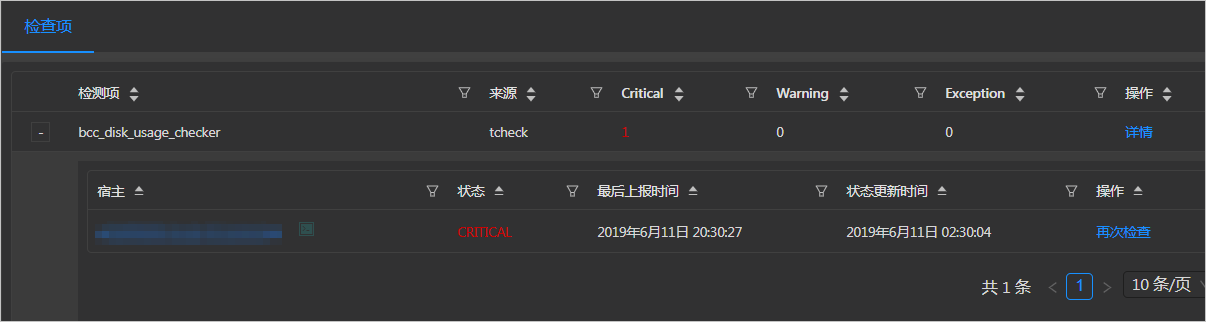 检查项
检测项 来源 Critical Warning Exception 操作
- bcc_disk_usage_checker tcheck 1 0 0 详情
宿主 状态 最后上报时间 状态更新时间 操作
CRITICAL 2019年6月11日 20:30:27 2019年6月11日 02:30:04 再次检查
共 1 条 < 1 > 10 条/页